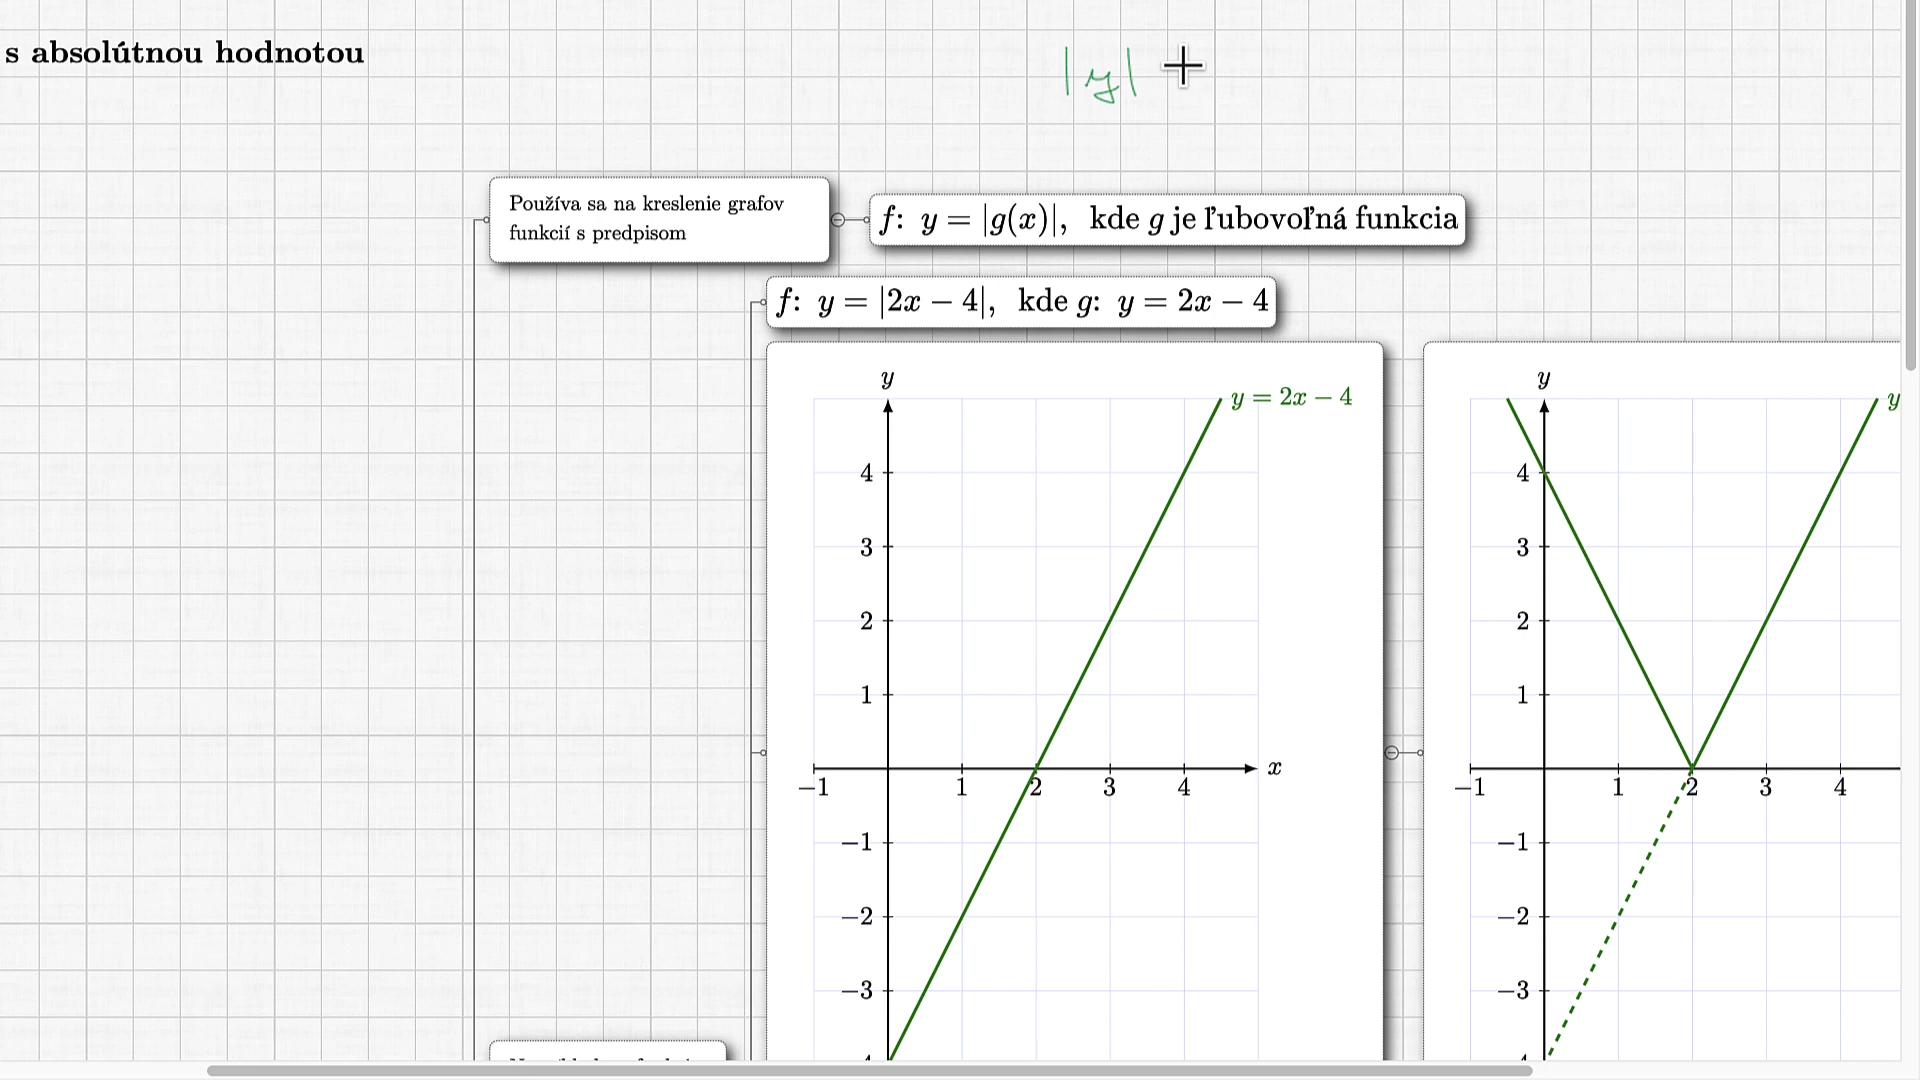 s absolútnou hodnotou
|y|
Používa sa na kreslenie grafov
funkcií s predpisom
f: y = |g(x)|, kde g je ľubovoľná funkcia
f: y = |2x − 4|, kde g: y = 2x − 4
y
y = 2x − 4
4
3
2
1
−1 1 2 3 4 x
−1
−2
−3
y
y
4
3
2
1
−1 1 2 3 4
−1
−2
−3